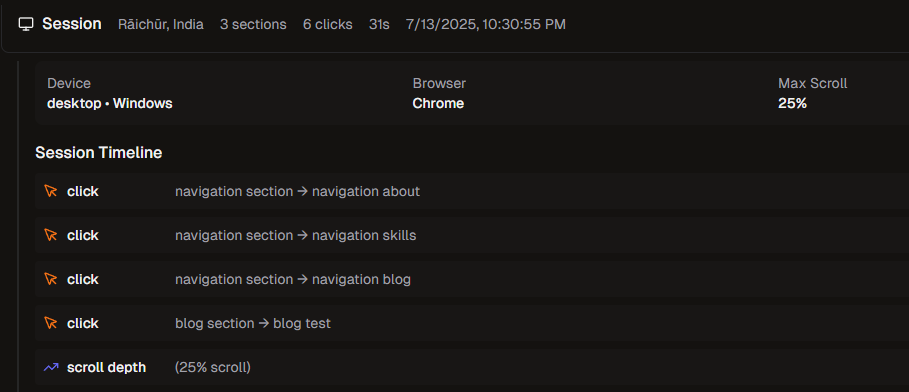 Session Rāichūr, India 3 sections 6 clicks 31s 7/13/2025, 10:30:55 PM
Device Browser Max Scroll
desktop • Windows Chrome 25%
Session Timeline
click navigation section → navigation about
click navigation section → navigation skills
click navigation section → navigation blog
click blog section → blog test
scroll depth (25% scroll)